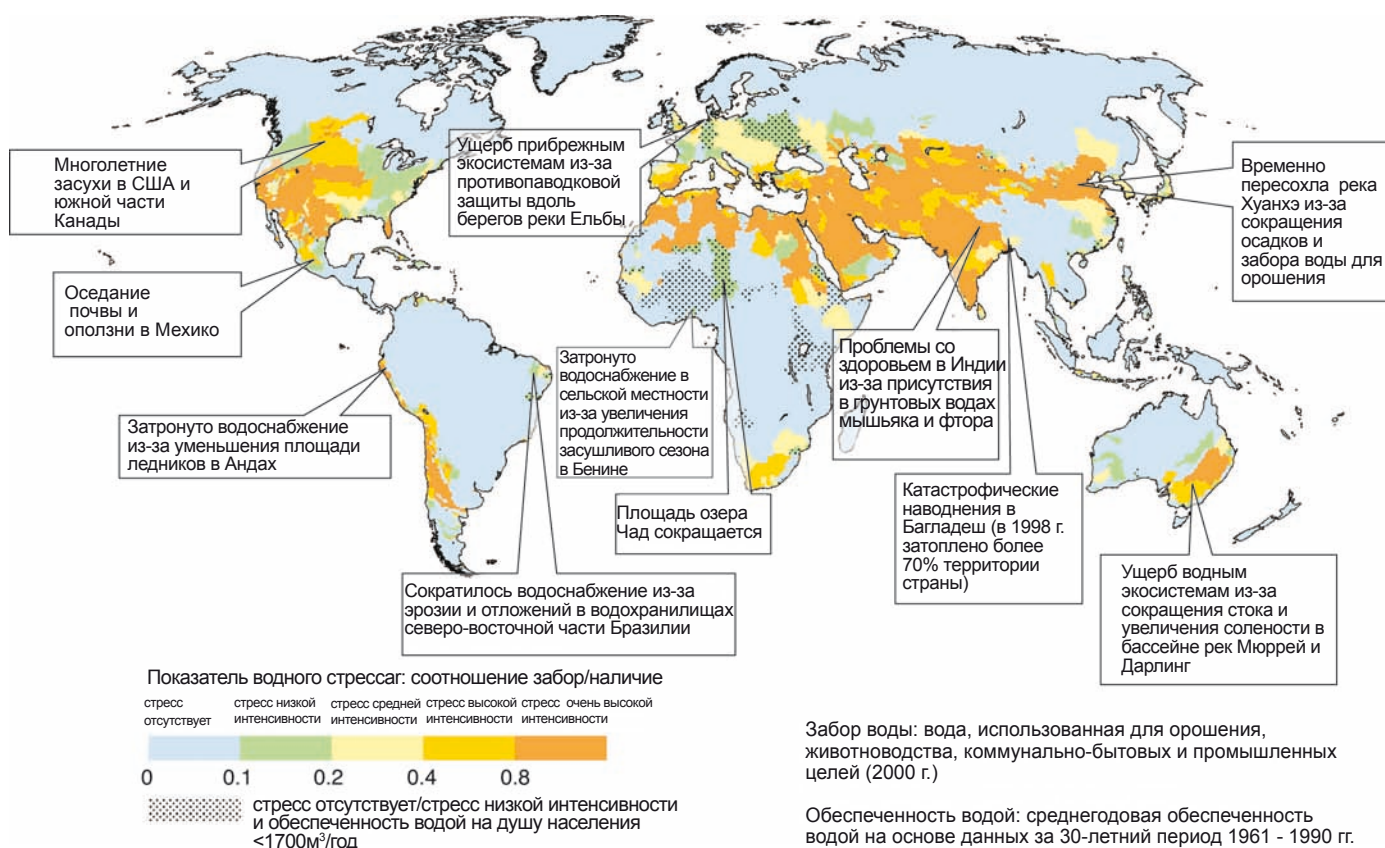 Многолетние
засухи в США и
южной части
Канады
Оседание
почвы и
оползни в Мехико
Затронуто водоснабжение
из-за уменьшения площади
ледников в Андах
Ущерб прибрежным
экосистемам из-за
противопаводковой
защиты вдоль
берегов реки Ельбы
Затронуто
водоснабжение в
сельской местности
из-за увеличения
продолжительности
засушливого сезона
в Бенине
Площадь озера
Чад сокращается
Сократилось водоснабжение из-за
эрозии и отложений в водохранилищах
северо-восточной части Бразилии
Проблемы со
здоровьем в Индии
из-за присутствия
в грунтовых водах
мышьяка и фтора
Временно
пересохла река
Хуанхэ из-за
сокращения
осадков и
забора воды для
орошения
Катастрофические
наводнения в
Багладеш (в 1998 г.
затоплено более
70% территории
страны)
Ущерб водным
экосистемам из-за
сокращения стока и
увеличения солености в
бассейне рек Мюррей и
Дарлинг
Показатель водного стрессаг: соотношение забор/наличие
стресс отсутствует
стресс низкой интенсивности
стресс средней интенсивности
стресс высокой интенсивности
стресс очень высокой интенсивности
0 0.1 0.2 0.4 0.8
стресс отсутствует/стресс низкой интенсивности
и обеспеченность водой на душу населения
<1700м³/год
Забор воды: вода, использованная для орошения,
животноводства, коммунально-бытовых и промышленных
целей (2000 г.)
Обеспеченность водой: среднегодовая обеспеченность
водой на основе данных за 30-летний период 1961 - 1990 гг.